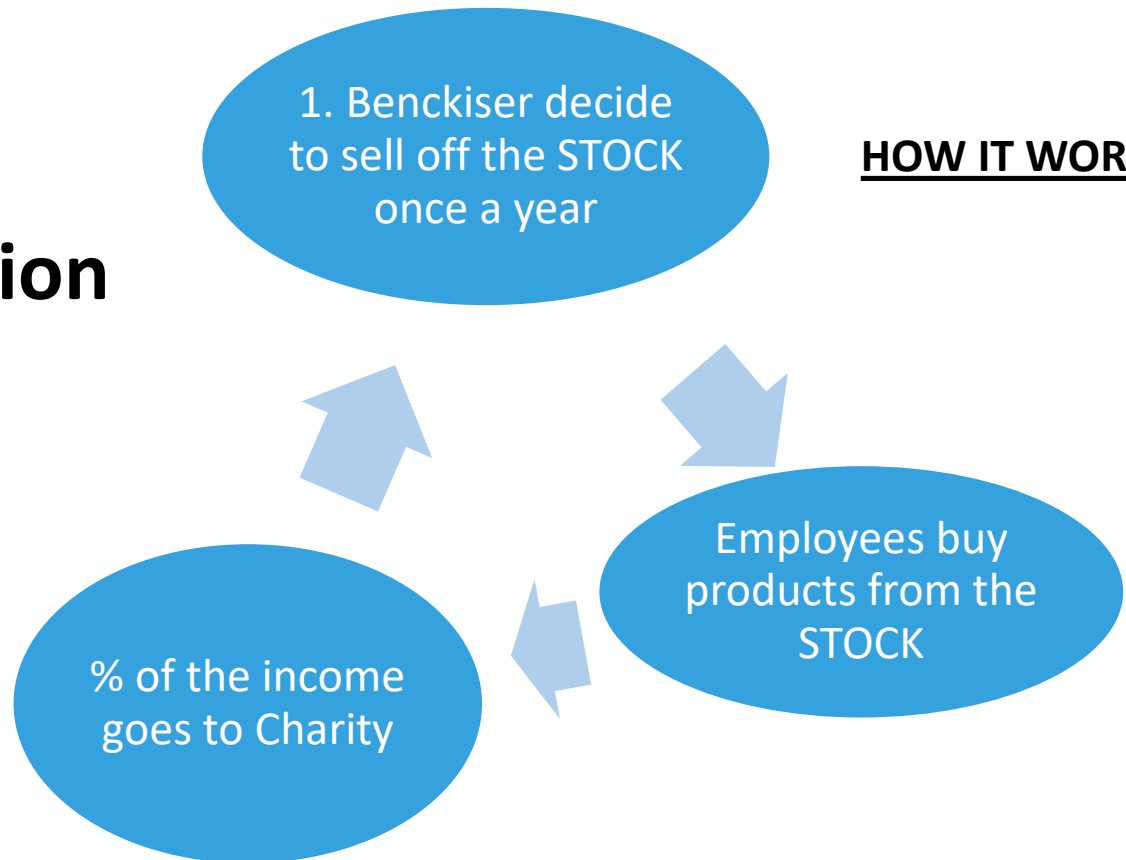 1. Benckiser decide
to sell off the STOCK
once a year
HOW IT WOR
ion
Employees buy
products from the
STOCK
% of the income
goes to Charity